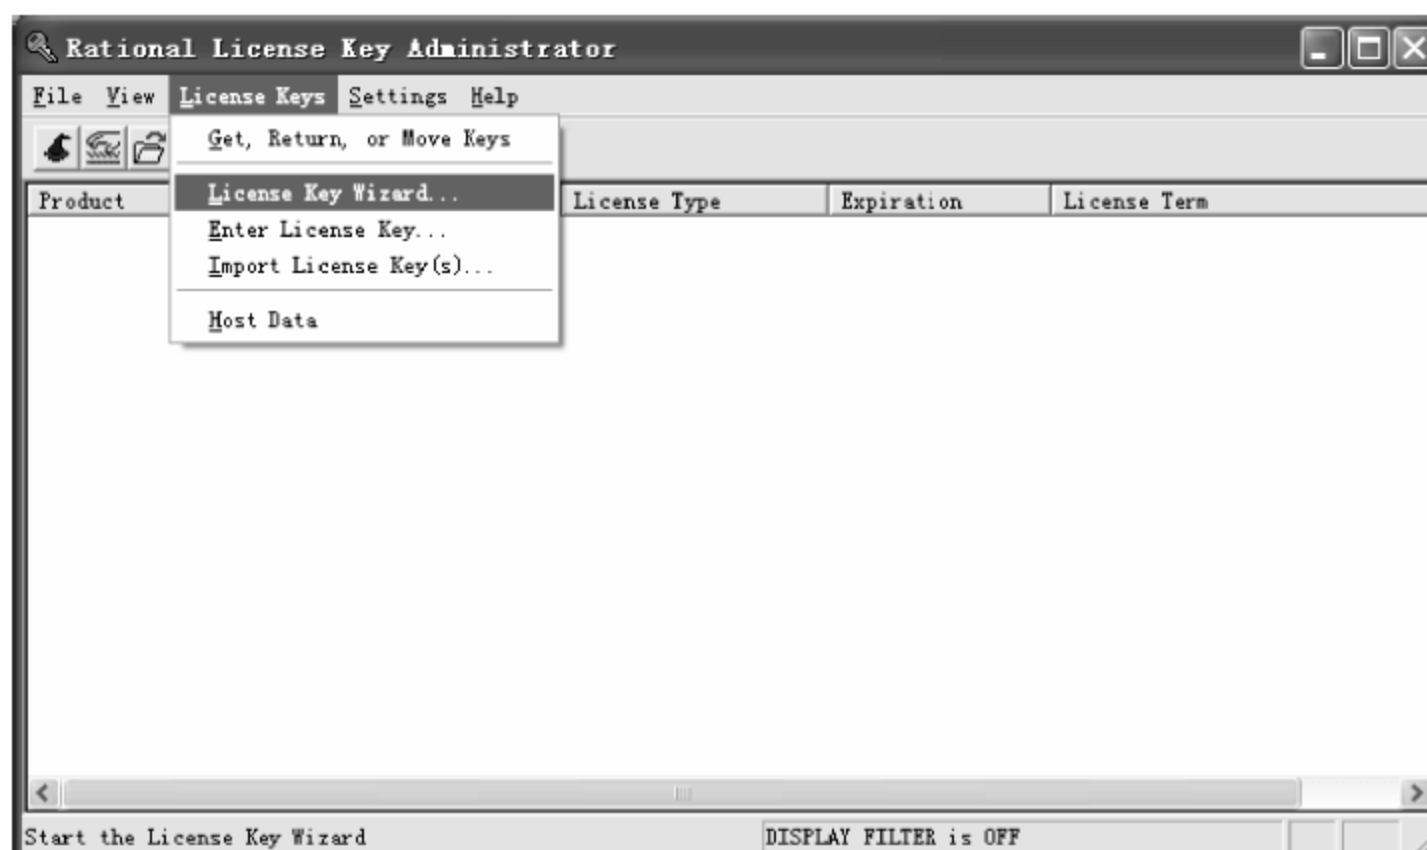 Rational License Key Administrator
File View License Keys Settings Help
Get, Return, or Move Keys
License Key Wizard...
Enter License Key...
Import License Key(s)...
Host Data
Product License Type Expiration License Term
Start the License Key Wizard DISPLAY FILTER is OFF